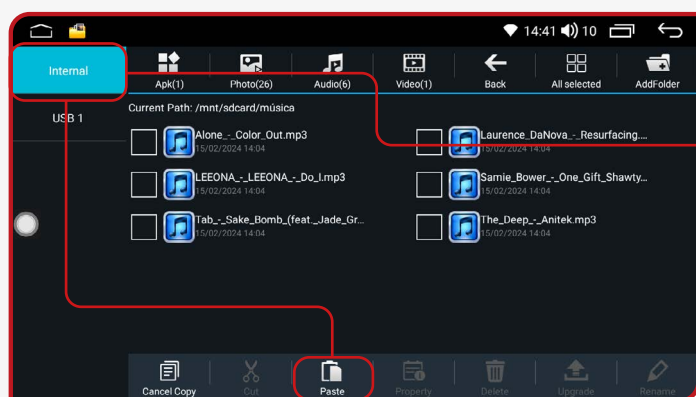 14:41 10
Internal
Apk(1) Photo(26) Audio(6) Video(1) Back All selected AddFolder
USB 1
Current Path: /mnt/sdcard/música
Alone_-_Color_Out.mp3
15/02/2024 14:04
Laurence_DaNova_-_Resurfacing....
15/02/2024 14:04
LEEONA_-_LEEONA_-_Do_I.mp3
15/02/2024 14:04
Samie_Bower_-_One_Gift_Shawty...
15/02/2024 14:04
Tab_-_Sake_Bomb_(feat._Jade_Gr...
15/02/2024 14:04
The_Deep_-_Anitek.mp3
15/02/2024 14:04
Cancel Copy Cut Paste Property Delete Upgrade Rename